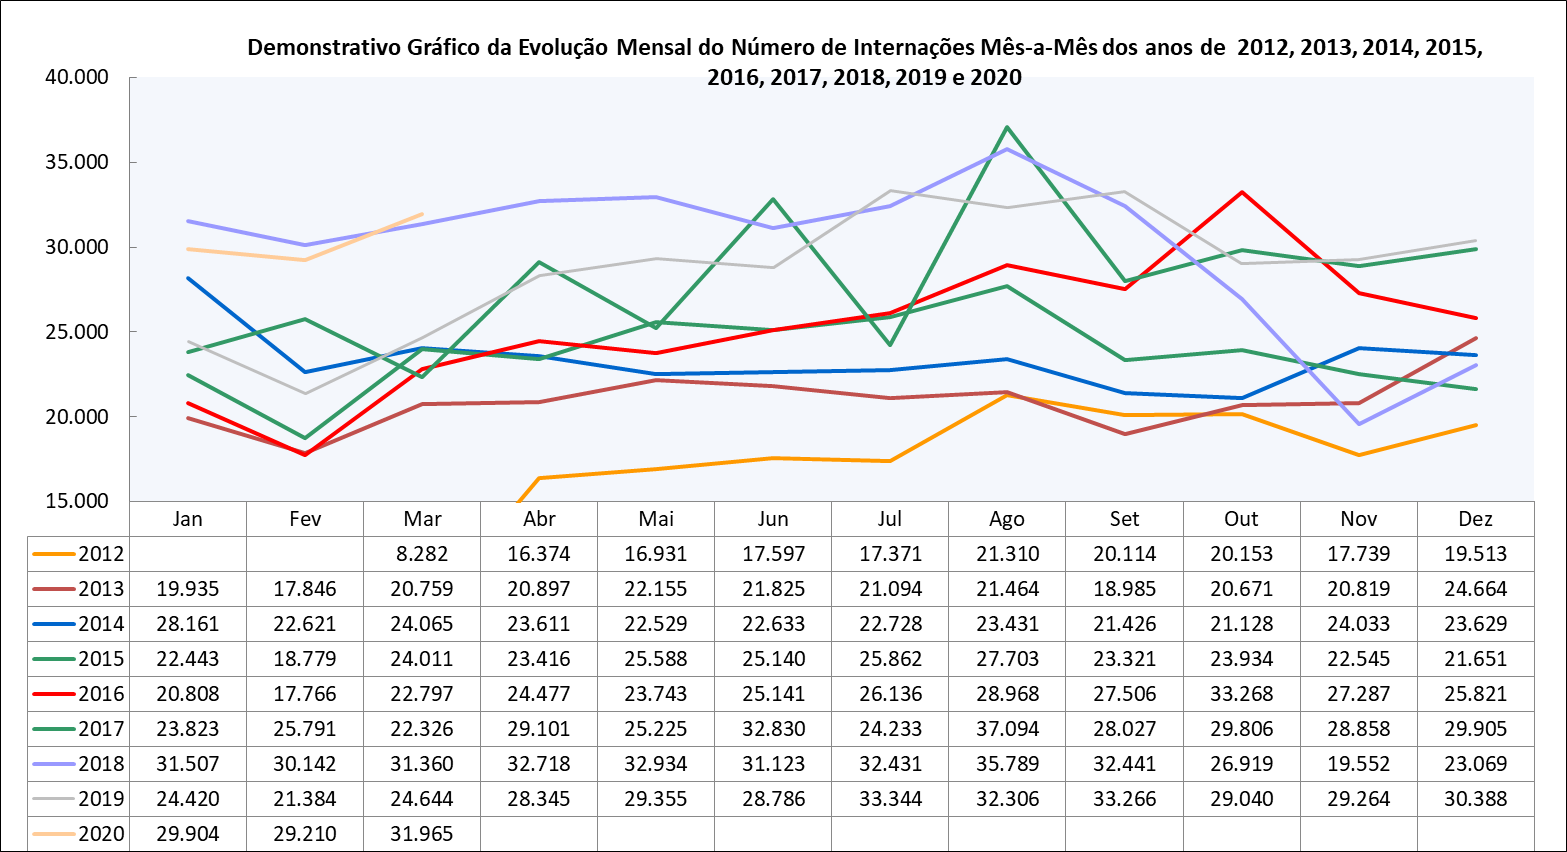 Demonstrativo Gráfico da Evolução Mensal do Número de Internações Mês-a-Mês dos anos de 2012, 2013, 2014, 2015,
2016, 2017, 2018, 2019 e 2020
40.000
35.000
30.000
25.000
20.000
15.000
Jan Fev Mar Abr Mai Jun Jul Ago Set Out Nov Dez
2012 8.282 16.374 16.931 17.597 17.371 21.310 20.114 20.153 17.739 19.513
2013 19.935 17.846 20.759 20.897 22.155 21.825 21.094 21.464 18.985 20.671 20.819 24.664
2014 28.161 22.621 24.065 23.611 22.529 22.633 22.728 23.431 21.426 21.128 24.033 23.629
2015 22.443 18.779 24.011 23.416 25.588 25.140 25.862 27.703 23.321 23.934 22.545 21.651
2016 20.808 17.766 22.797 24.477 23.743 25.141 26.136 28.968 27.506 33.268 27.287 25.821
2017 23.823 25.791 22.326 29.101 25.225 32.830 24.233 37.094 28.027 29.806 28.858 29.905
2018 31.507 30.142 31.360 32.718 32.934 31.123 32.431 35.789 32.441 26.919 19.552 23.069
2019 24.420 21.384 24.644 28.345 29.355 28.786 33.344 32.306 33.266 29.040 29.264 30.388
2020 29.904 29.210 31.965